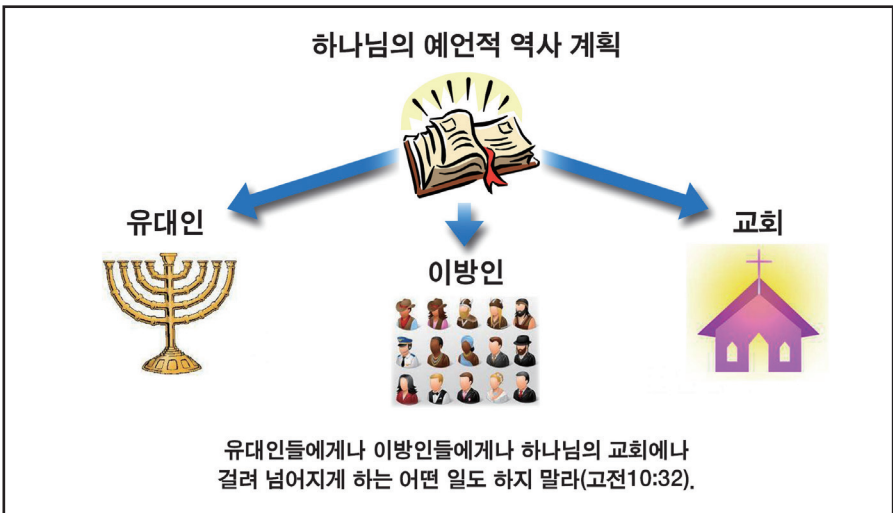 하나님의 예언적 역사 계획
유대인
이방인
교회
유대인들에게나 이방인들에게나 하나님의 교회에나
걸려 넘어지게 하는 어떤 일도 하지 말라(고전10:32).